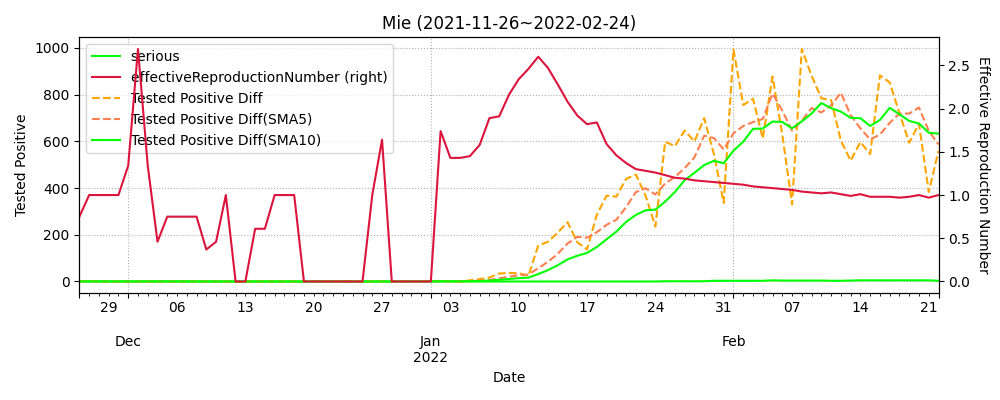 Mie (2021-11-26~2022-02-24)
serious
effectiveReproductionNumber (right)
Tested Positive Diff
Tested Positive Diff(SMA5)
Tested Positive Diff(SMA10)
Tested Positive
1000
800
600
400
200
0
Effective Reproduction Number
2.5
2.0
1.5
1.0
0.5
0.0
29 06 13 20 27 03 10 17 24 31 07 14 21
Dec Jan Feb
2022
Date